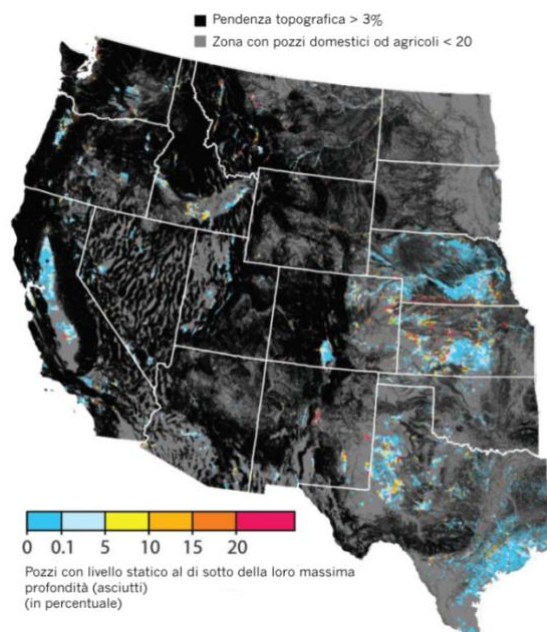 Pendenza topografica > 3%
Zona con pozzi domestici od agricoli < 20
0 0.1 5 10 15 20
Pozzi con livello statico al di sotto della loro massima
profondità (asciutti)
(in percentuale)